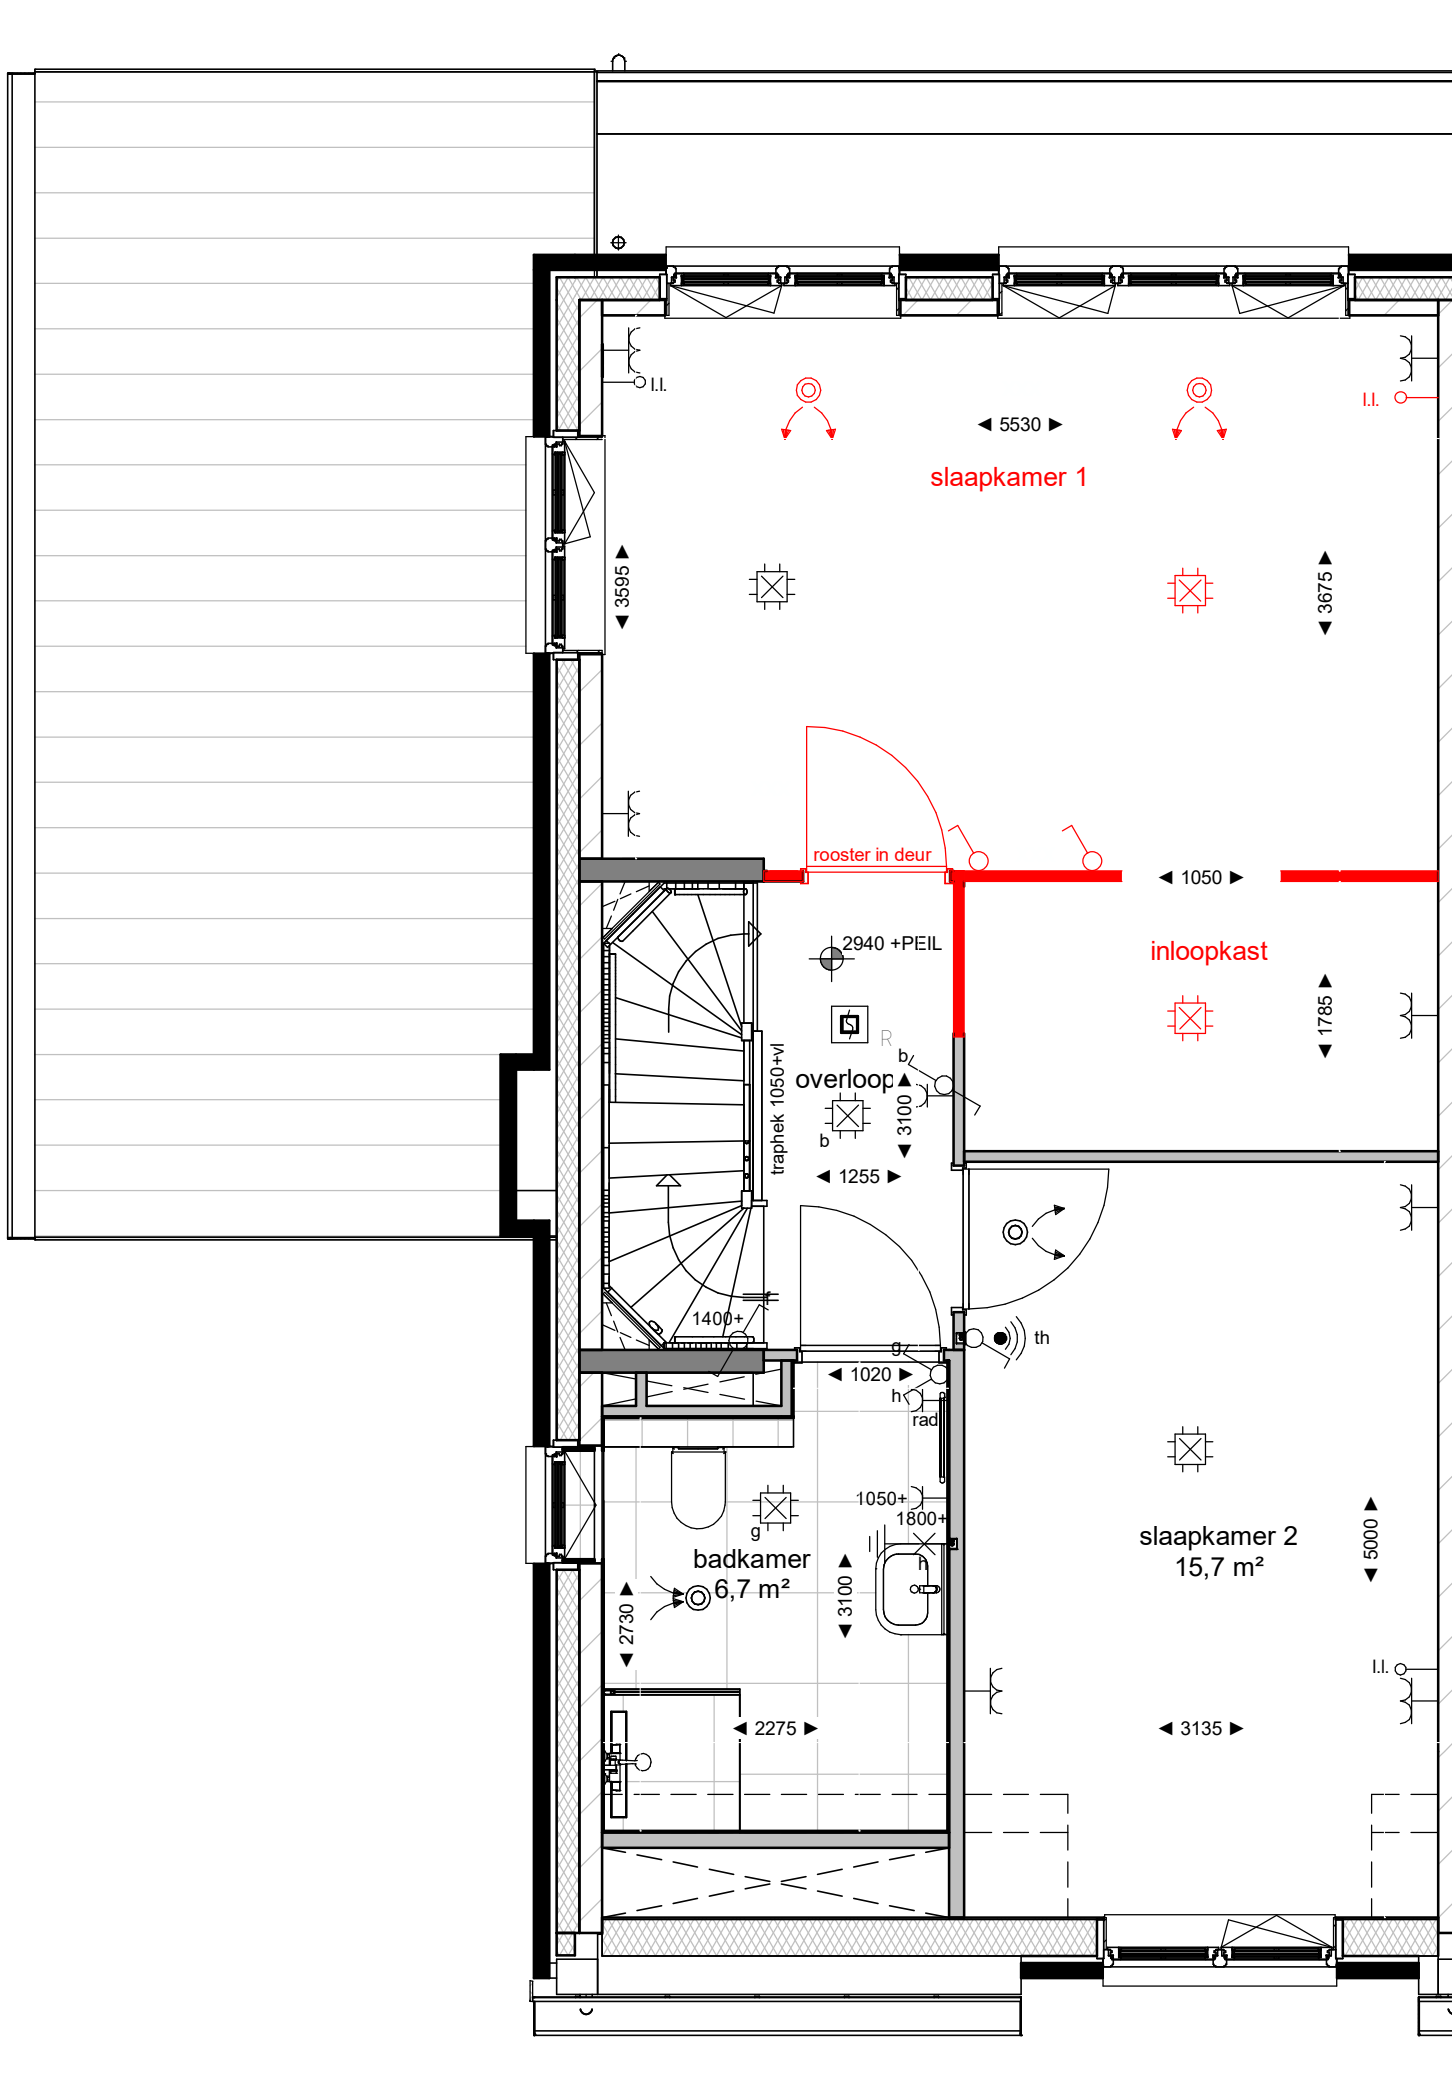 l.l.
l.l.
5530
slaapkamer 1
3595
3675
rooster in deur
1050
2940 +PEIL
inloopkast
1785
R
b
overloop
traphek 1050+vl
3100
b
1255
1400+
f
th
g
1020
h
rad
1050+
1800+
g
h
badkamer
6,7 m²
slaapkamer 2
15,7 m²
5000
3100
2730
l.l.
2275
3135